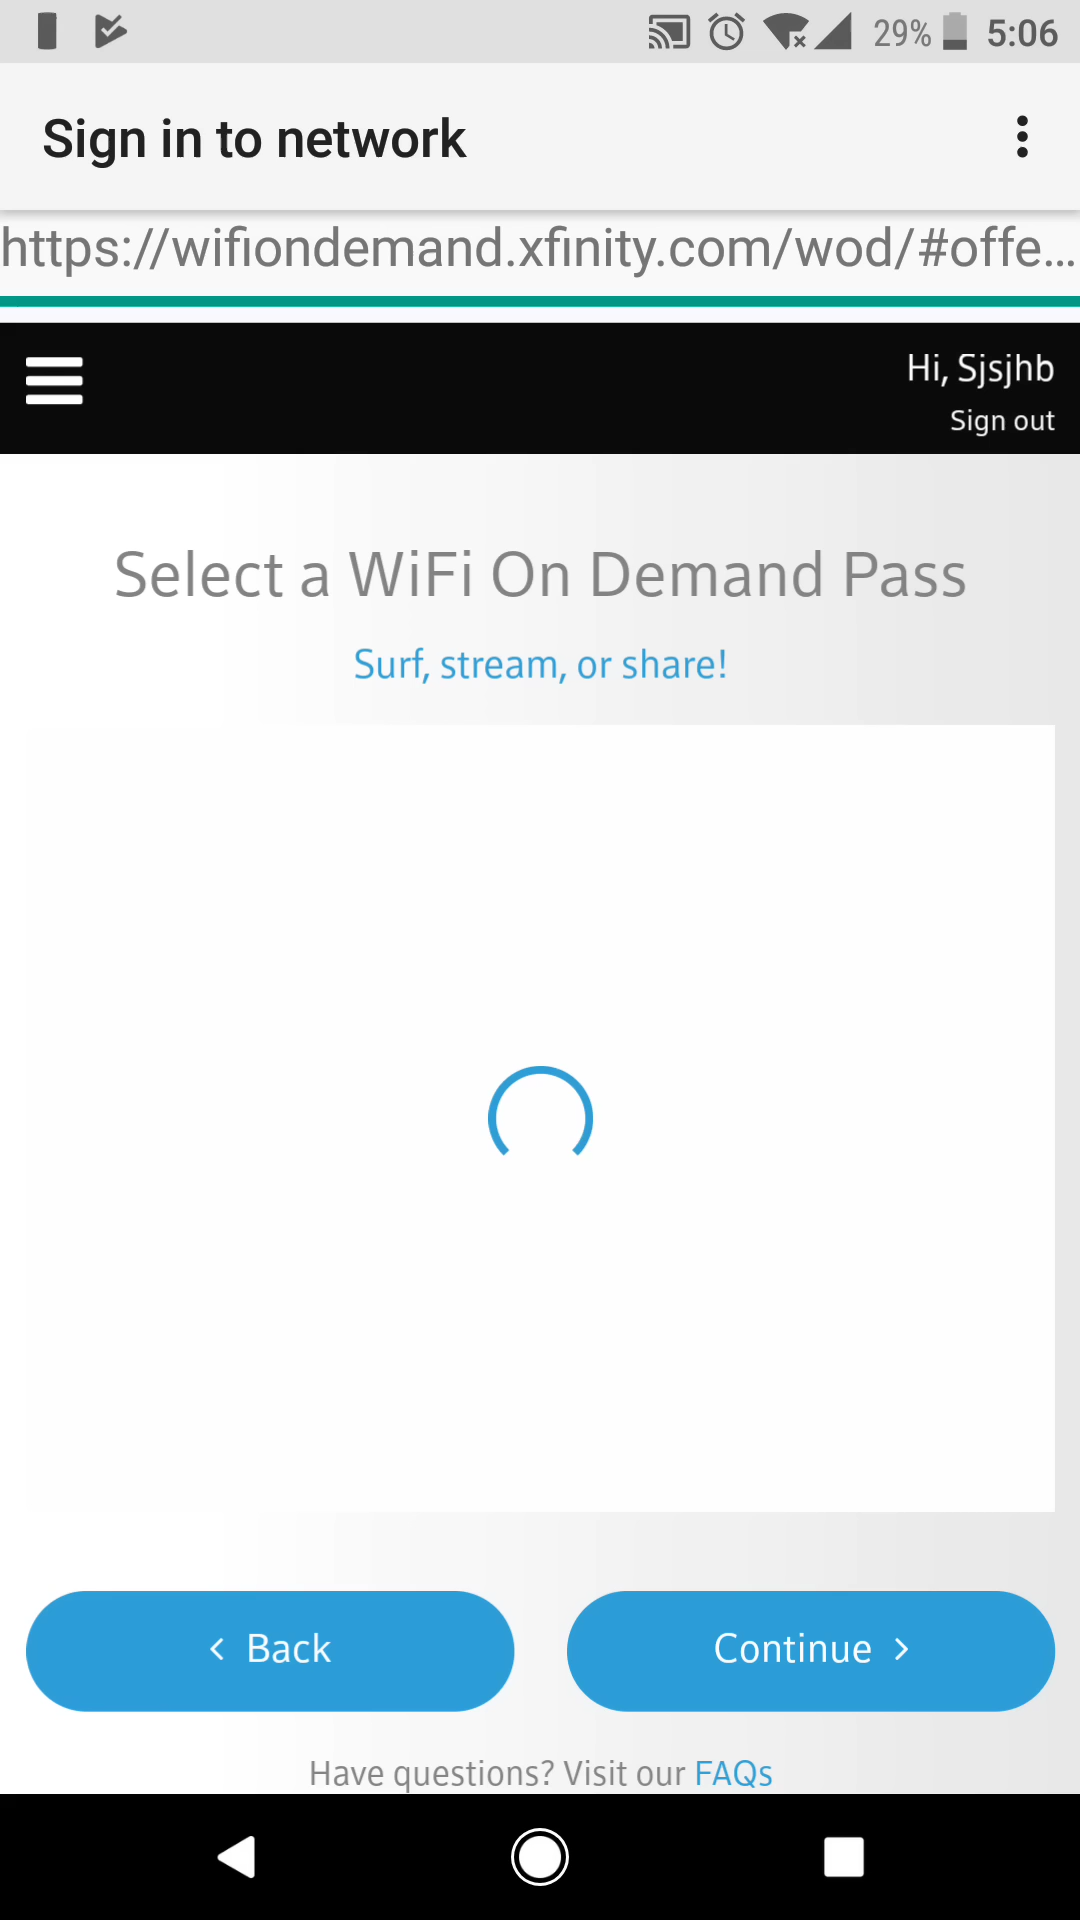 29% 5:06
Sign in to network
https://wifiondemand.xfinity.com/wod/#offe...
Hi, Sjsjhb
Sign out
Select a WiFi On Demand Pass
Surf, stream, or share!
Back
Continue
Have questions? Visit our FAQs